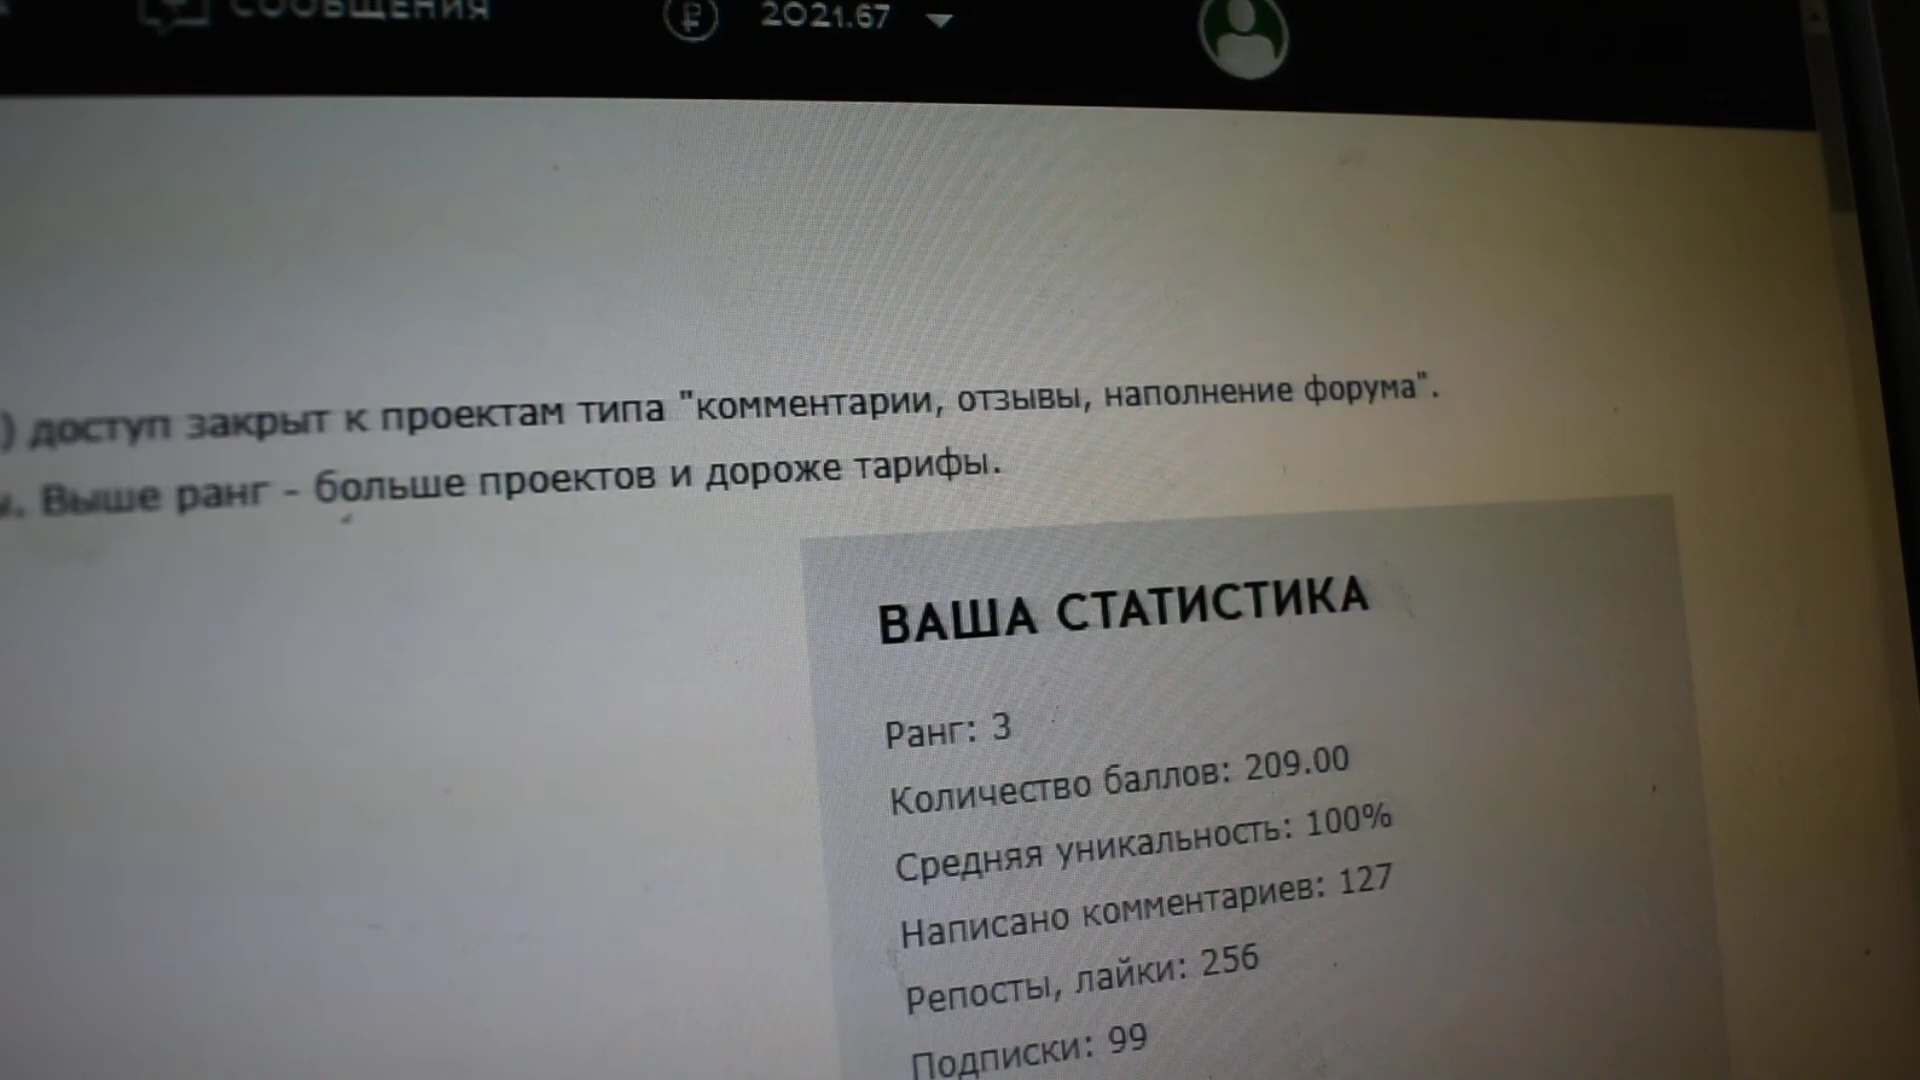 СООБЩЕНИЯ
2021.67
) доступ закрыт к проектам типа "комментарии, отзывы, наполнение форума".
. Выше ранг - больше проектов и дороже тарифы.
ВАША СТАТИСТИКА
Ранг: 3
Количество баллов: 209.00
Средняя уникальность: 100%
Написано комментариев: 127
Репосты, лайки: 256
Подписки: 99